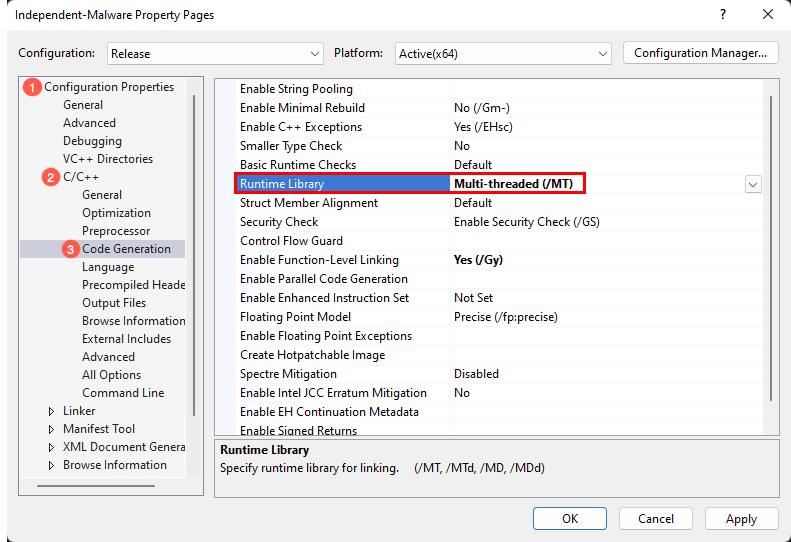 Independent-Malware Property Pages
?
Configuration: Release Platform: Active(x64) Configuration Manager...
1 Configuration Properties
General
Advanced
Debugging
VC++ Directories
2 C/C++
General
Optimization
Preprocessor
3 Code Generation
Language
Precompiled Heade
Output Files
Browse Information
External Includes
Advanced
All Options
Command Line
Linker
Manifest Tool
XML Document Genera
Browse Information
Enable String Pooling
Enable Minimal Rebuild No (/Gm-)
Enable C++ Exceptions Yes (/EHsc)
Smaller Type Check No
Basic Runtime Checks Default
Runtime Library Multi-threaded (/MT)
Struct Member Alignment Default
Security Check Enable Security Check (/GS)
Control Flow Guard
Enable Function-Level Linking Yes (/Gy)
Enable Parallel Code Generation
Enable Enhanced Instruction Set Not Set
Floating Point Model Precise (/fp:precise)
Enable Floating Point Exceptions
Create Hotpatchable Image
Spectre Mitigation Disabled
Enable Intel JCC Erratum Mitigation No
Enable EH Continuation Metadata
Enable Signed Returns
Runtime Library
Specify runtime library for linking. (/MT, /MTd, /MD, /MDd)
OK Cancel Apply